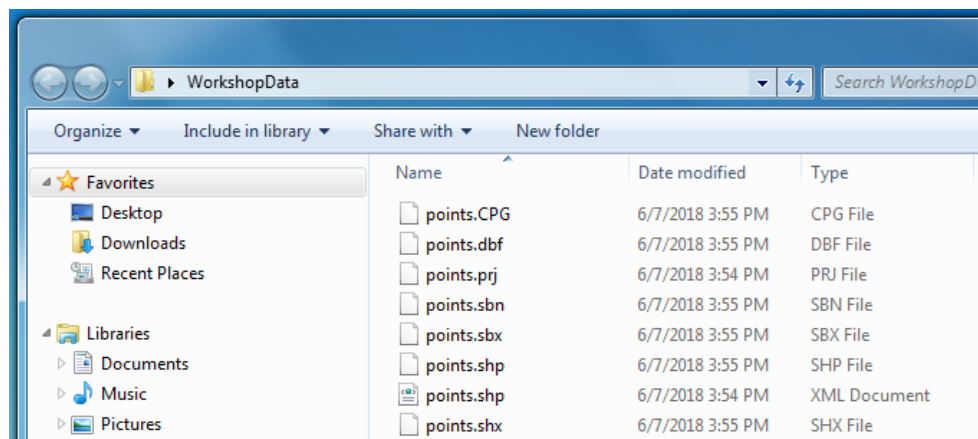 WorkshopData
Search WorkshopD
Organize Include in library Share with New folder
Favorites
Desktop
Downloads
Recent Places
Libraries
Documents
Music
Pictures
Name Date modified Type
points.CPG 6/7/2018 3:55 PM CPG File
points.dbf 6/7/2018 3:55 PM DBF File
points.prj 6/7/2018 3:54 PM PRJ File
points.sbn 6/7/2018 3:55 PM SBN File
points.sbx 6/7/2018 3:55 PM SBX File
points.shp 6/7/2018 3:55 PM SHP File
points.shp 6/7/2018 3:54 PM XML Document
points.shx 6/7/2018 3:55 PM SHX File